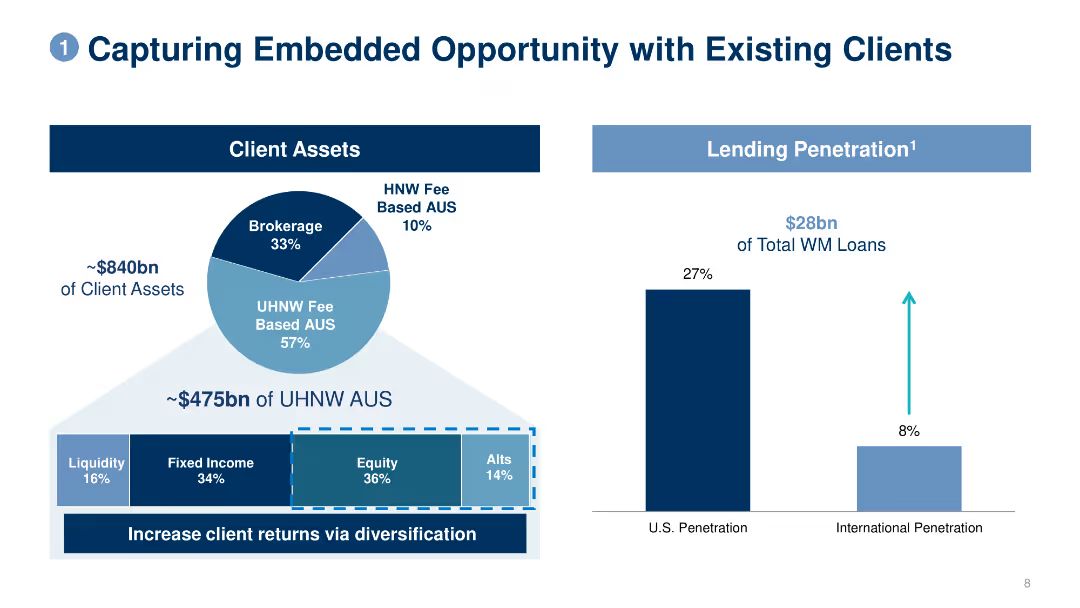 1 Capturing Embedded Opportunity with Existing Clients
Client Assets
HNW Fee
Based AUS
10%
Brokerage
33%
~$840bn
of Client Assets
UHNW Fee
Based AUS
57%
~$475bn of UHNW AUS
Liquidity
16%
Fixed Income
34%
Equity
36%
Alts
14%
Increase client returns via diversification
Lending Penetration¹
$28bn
of Total WM Loans
27%
8%
U.S. Penetration
International Penetration
8